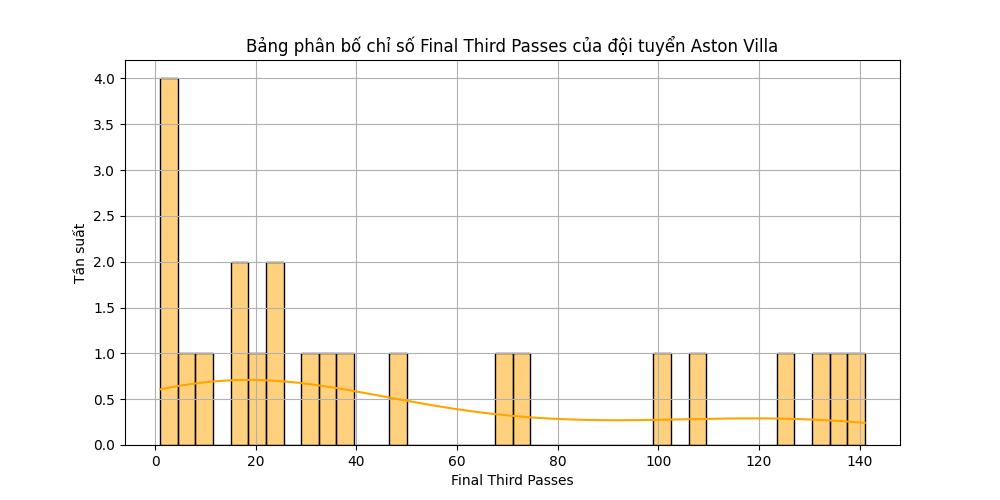 Bảng phân bố chỉ số Final Third Passes của đội tuyển Aston Villa
4.0
3.5
3.0
2.5
2.0
1.5
1.0
0.5
0.0
Tần suất
0 20 40 60 80 100 120 140
Final Third Passes